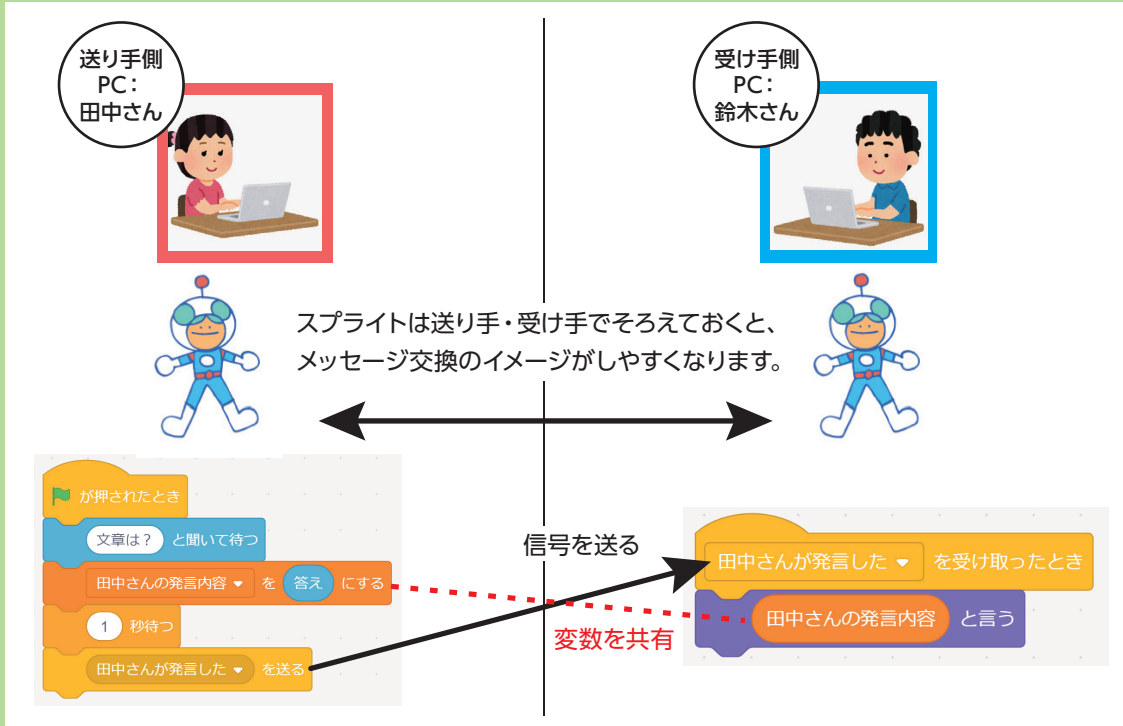 送り手側
PC：
田中さん
受け手側
PC：
鈴木さん
スプライトは送り手・受け手でそろえておくと、
メッセージ交換のイメージがしやすくなります。
が押されたとき
文章は？ と聞いて待つ
田中さんの発言内容 を 答え にする
1 秒待つ
田中さんが発言した を送る
信号を送る
変数を共有
田中さんが発言した を受け取ったとき
田中さんの発言内容 と言う